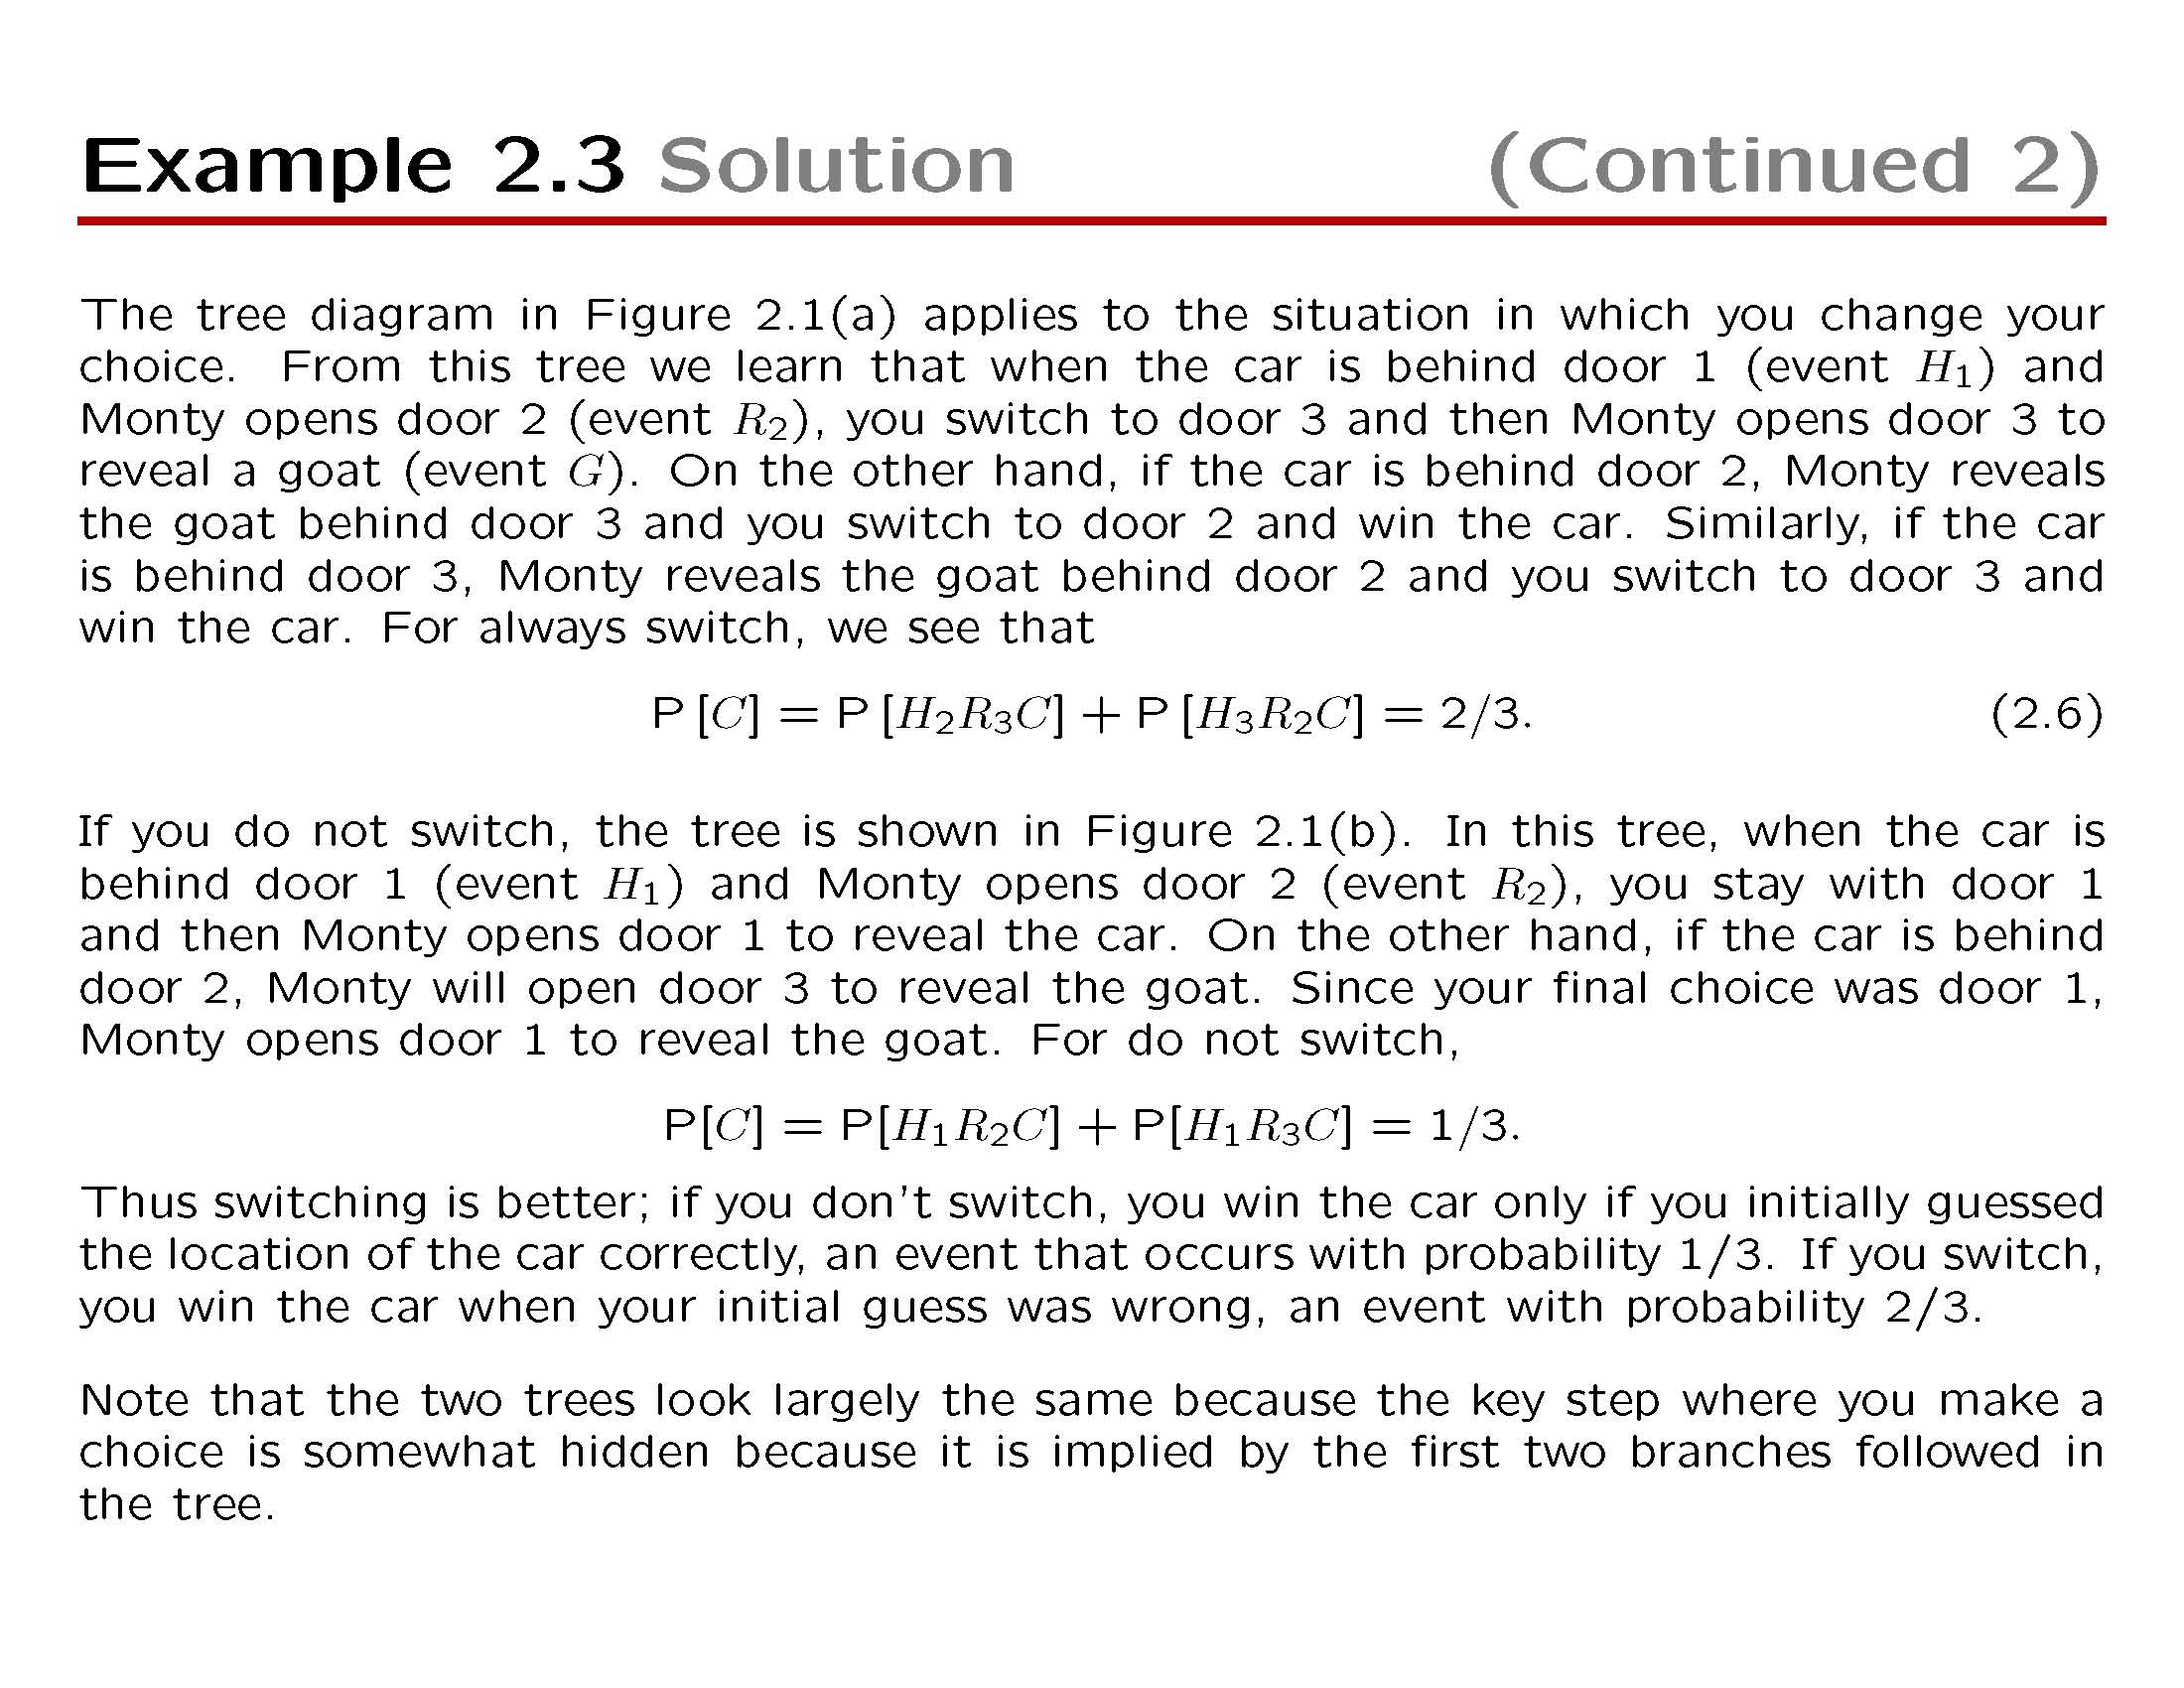 Example 2.3 Solution (Continued 2)
The tree diagram in Figure 2.1(a) applies to the situation in which you change your
choice. From this tree we learn that when the car is behind door 1 (event H₁) and
Monty opens door 2 (event R₂), you switch to door 3 and then Monty opens door 3 to
reveal a goat (event G). On the other hand, if the car is behind door 2, Monty reveals
the goat behind door 3 and you switch to door 2 and win the car. Similarly, if the car
is behind door 3, Monty reveals the goat behind door 2 and you switch to door 3 and
win the car. For always switch, we see that
P [C] = P [H₂R₃C] + P [H₃R₂C] = 2/3. (2.6)
If you do not switch, the tree is shown in Figure 2.1(b). In this tree, when the car is
behind door 1 (event H₁) and Monty opens door 2 (event R₂), you stay with door 1
and then Monty opens door 1 to reveal the car. On the other hand, if the car is behind
door 2, Monty will open door 3 to reveal the goat. Since your final choice was door 1,
Monty opens door 1 to reveal the goat. For do not switch,
P[C] = P[H₁R₂C] + P[H₁R₃C] = 1/3.
Thus switching is better; if you don't switch, you win the car only if you initially guessed
the location of the car correctly, an event that occurs with probability 1/3. If you switch,
you win the car when your initial guess was wrong, an event with probability 2/3.
Note that the two trees look largely the same because the key step where you make a
choice is somewhat hidden because it is implied by the first two branches followed in
the tree.